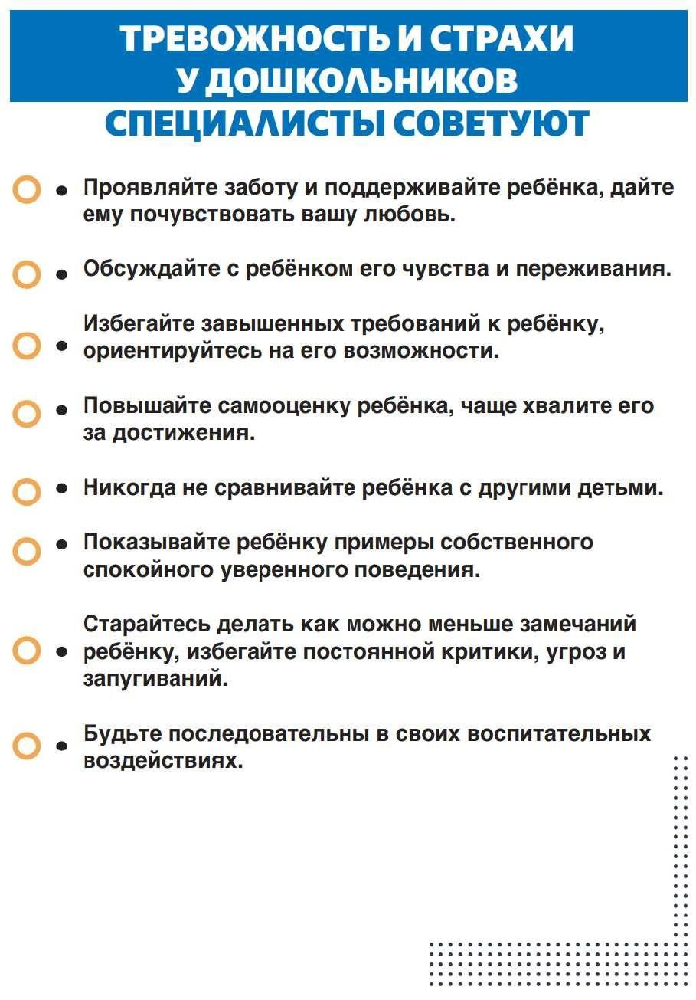 ТРЕВОЖНОСТЬ И СТРАХИ
У ДОШКОЛЬНИКОВ
СПЕЦИАЛИСТЫ СОВЕТУЮТ
• Проявляйте заботу и поддерживайте ребёнка, дайте
ему почувствовать вашу любовь.
• Обсуждайте с ребёнком его чувства и переживания.
• Избегайте завышенных требований к ребёнку,
ориентируйтесь на его возможности.
• Повышайте самооценку ребёнка, чаще хвалите его
за достижения.
• Никогда не сравнивайте ребёнка с другими детьми.
• Показывайте ребёнку примеры собственного
спокойного уверенного поведения.
• Старайтесь делать как можно меньше замечаний
ребёнку, избегайте постоянной критики, угроз и
запугиваний.
• Будьте последовательны в своих воспитательных
воздействиях.